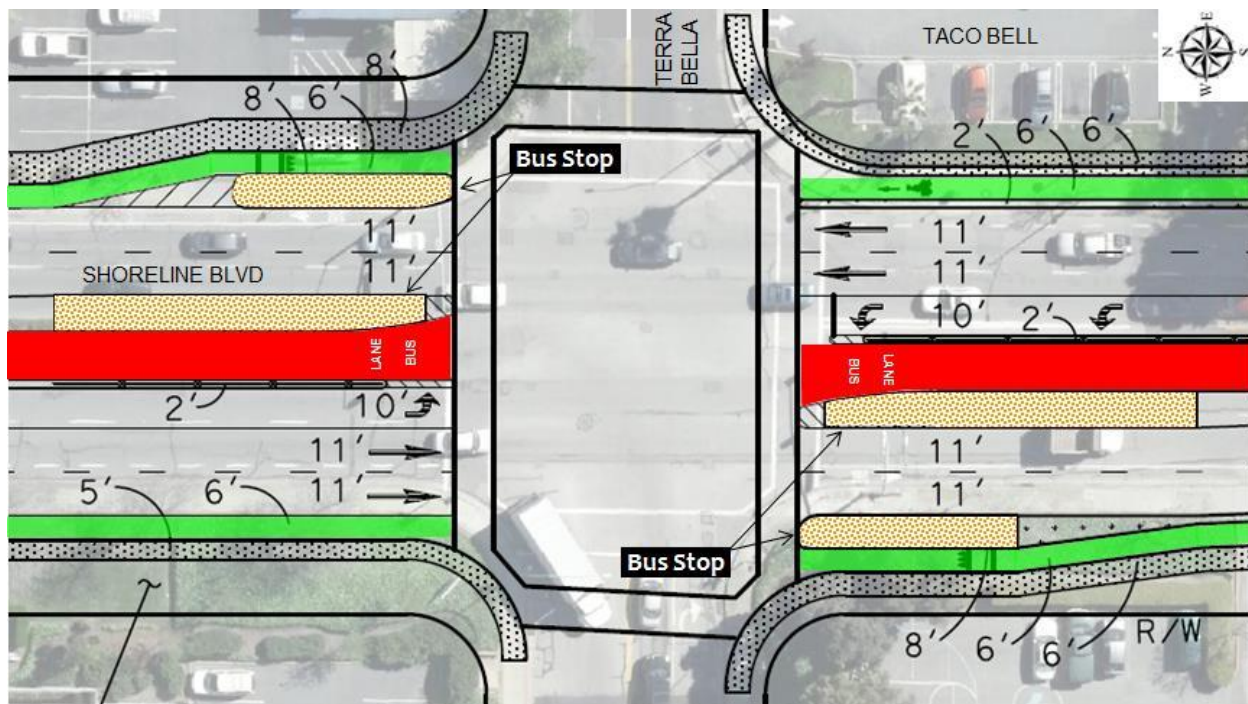 TERRA
BELLA
TACO BELL
N
E
S
W
8'
8'
6'
2'
6'
6'
Bus Stop
11'
11'
11'
11'
SHORELINE BLVD
10'
2'
LANE
BUS
BUS
LANE
2'
10'
11'
11'
11'
11'
5'
6'
Bus Stop
8'
6'
6'
R/W